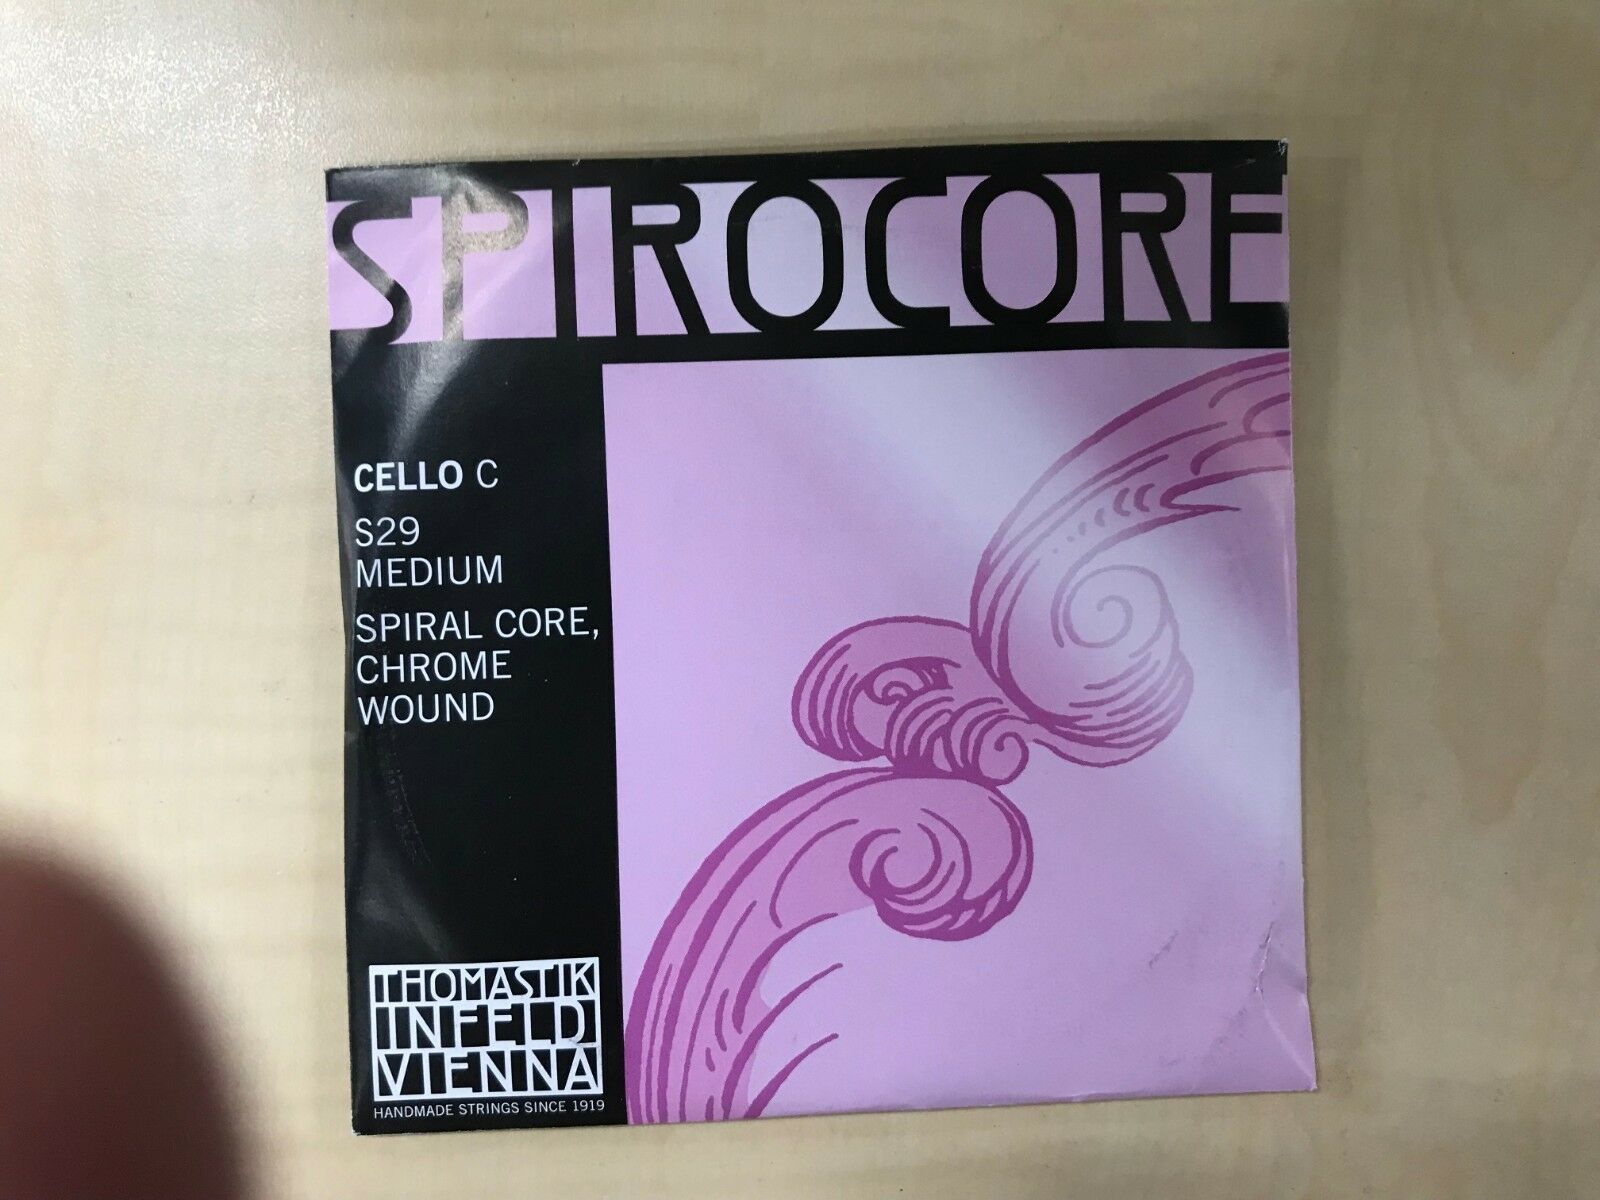 SPIROCORE
CELLO C
S29
MEDIUM
SPIRAL CORE,
CHROME
WOUND
THOMASTIK
INFELD
VIENNA
HANDMADE STRINGS SINCE 1919